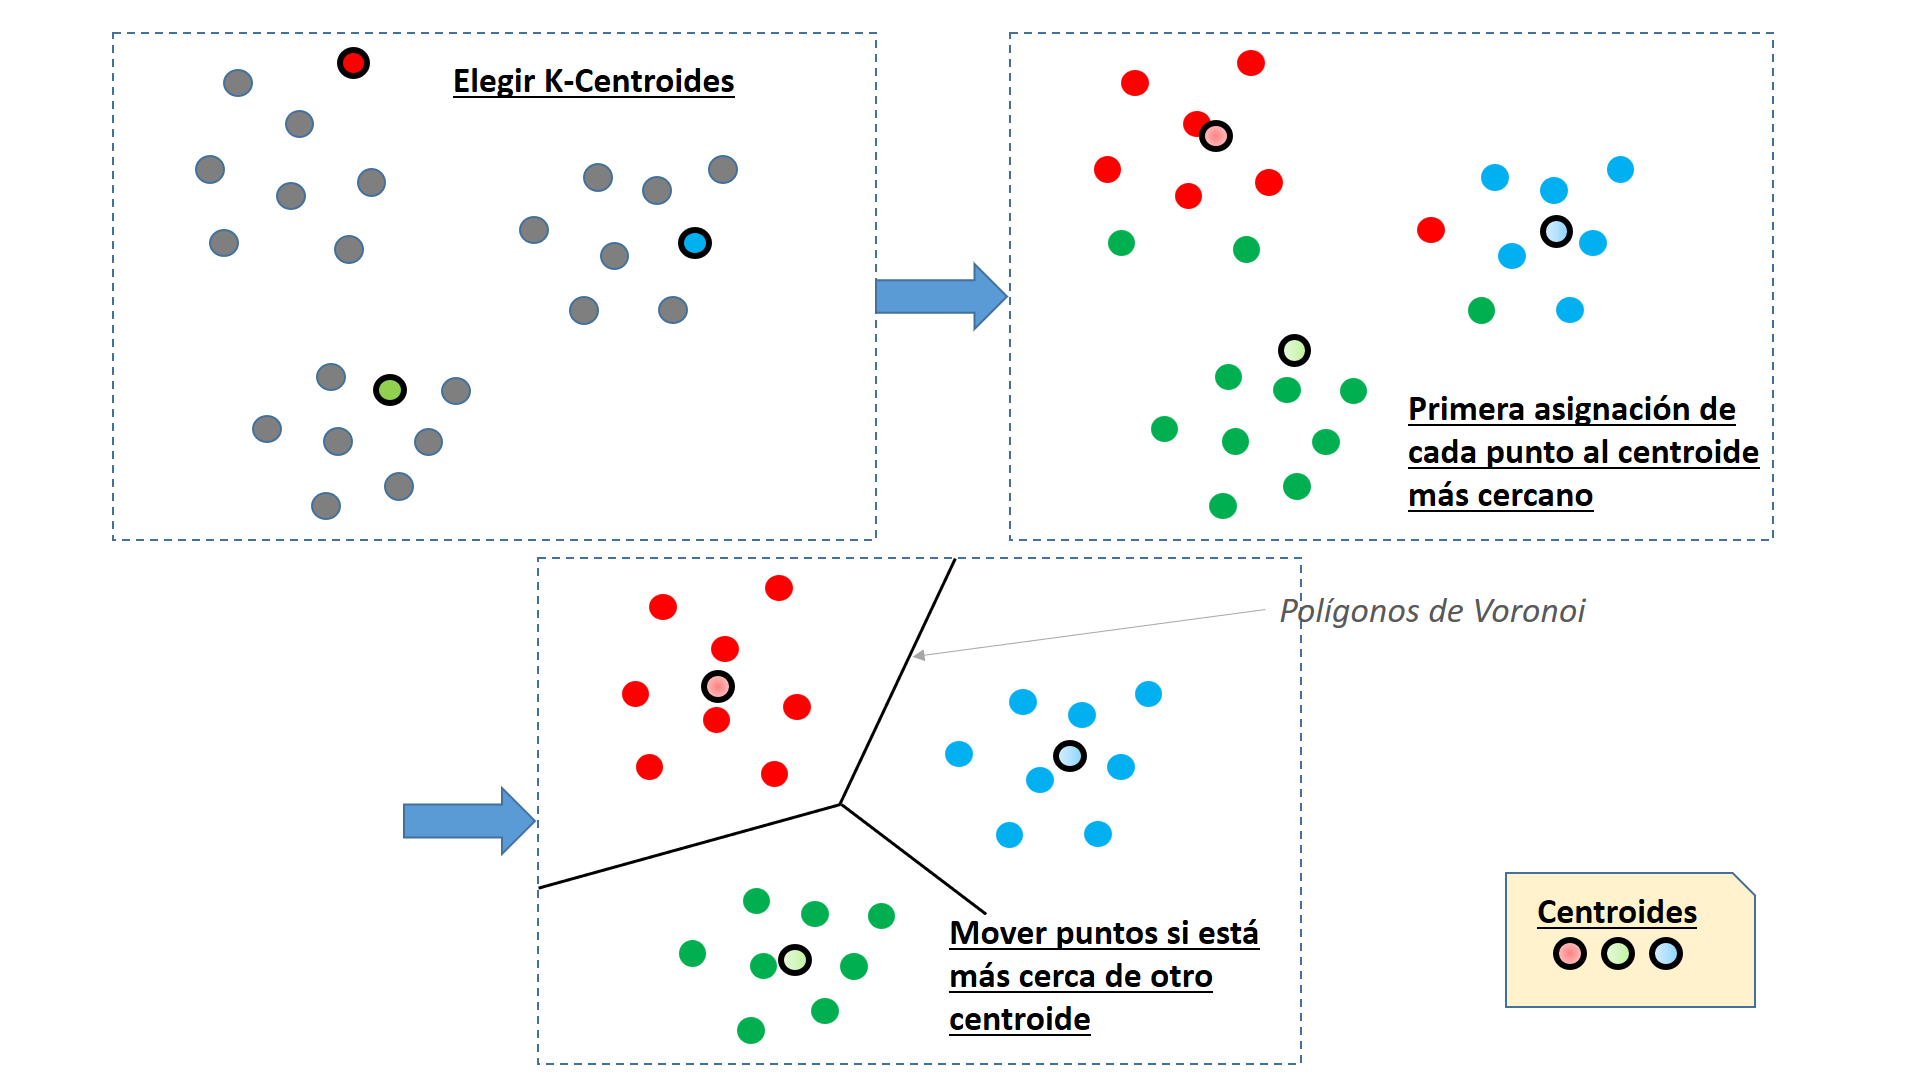 Elegir K-Centroides
Primera asignación de
cada punto al centroide
más cercano
Polígonos de Voronoi
Mover puntos si está
más cerca de otro
centroide
Centroides